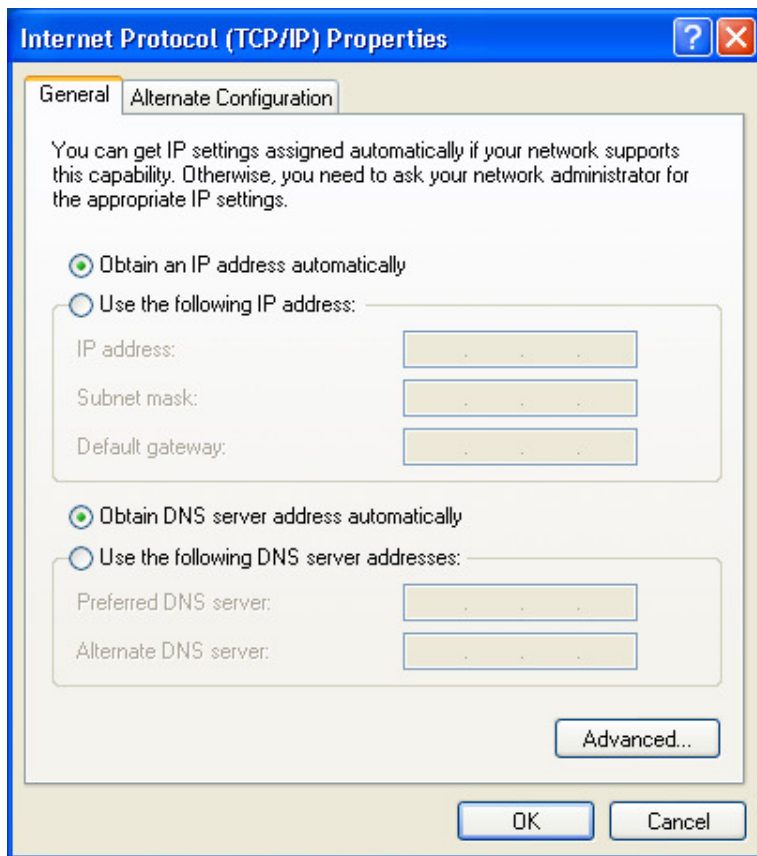 Internet Protocol (TCP/IP) Properties
General
Alternate Configuration
You can get IP settings assigned automatically if your network supports
this capability. Otherwise, you need to ask your network administrator for
the appropriate IP settings.
Obtain an IP address automatically
Use the following IP address:
IP address:
Subnet mask:
Default gateway:
Obtain DNS server address automatically
Use the following DNS server addresses:
Preferred DNS server:
Alternate DNS server:
Advanced...
OK
Cancel